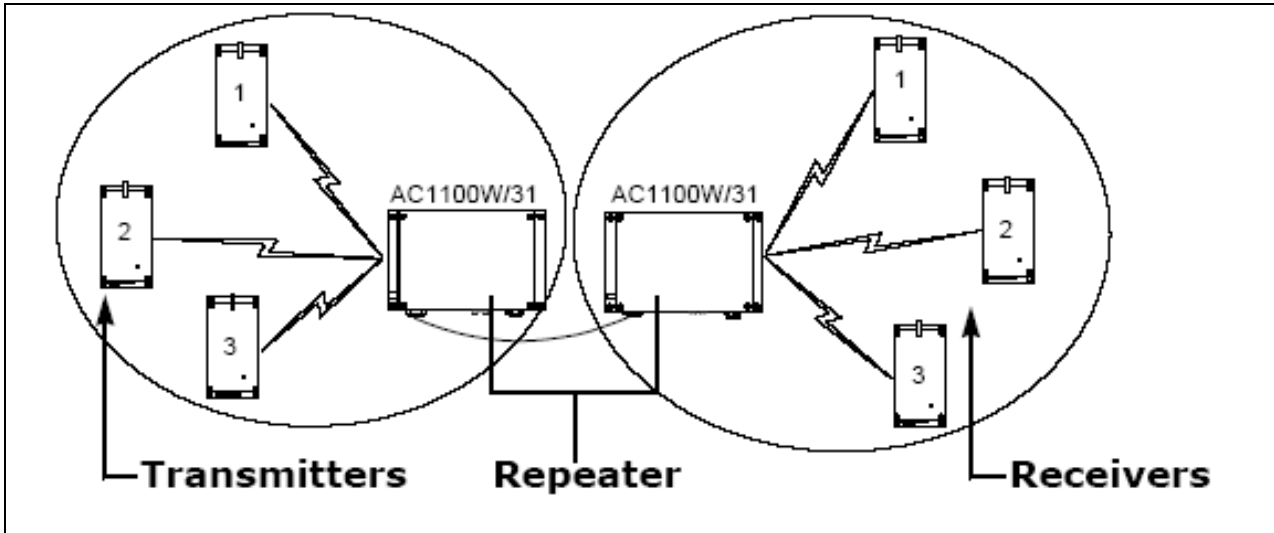 1
1
AC1100W/31
AC1100W/31
2
2
3
3
Transmitters
Repeater
Receivers